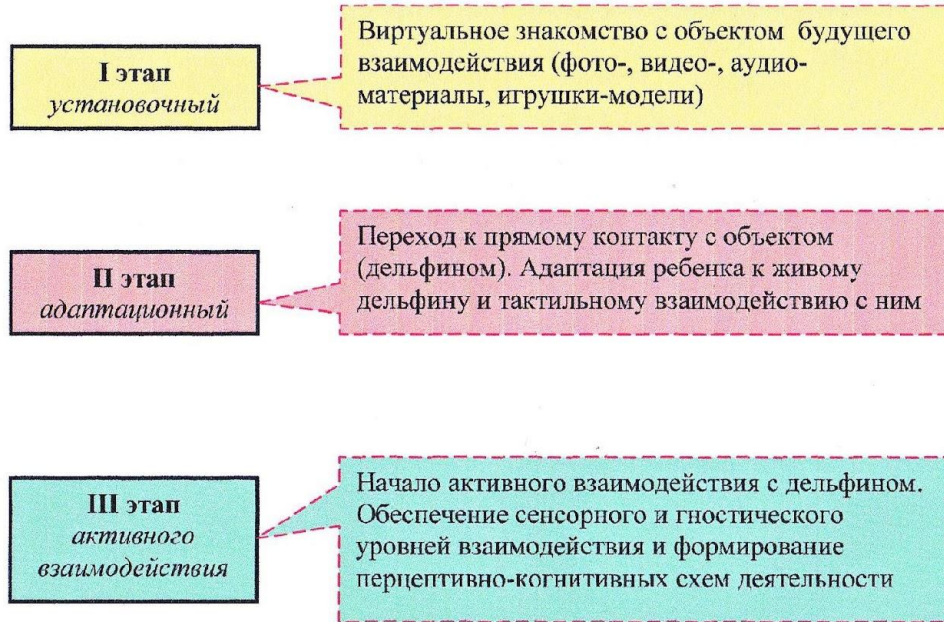 I этап
установочный
Виртуальное знакомство с объектом будущего
взаимодействия (фото-, видео-, аудио-
материалы, игрушки-модели)
II этап
адаптационный
Переход к прямому контакту с объектом
(дельфином). Адаптация ребенка к живому
дельфину и тактильному взаимодействию с ним
III этап
активного
взаимодействия
Начало активного взаимодействия с дельфином.
Обеспечение сенсорного и гностического
уровней взаимодействия и формирование
перцептивно-когнитивных схем деятельности